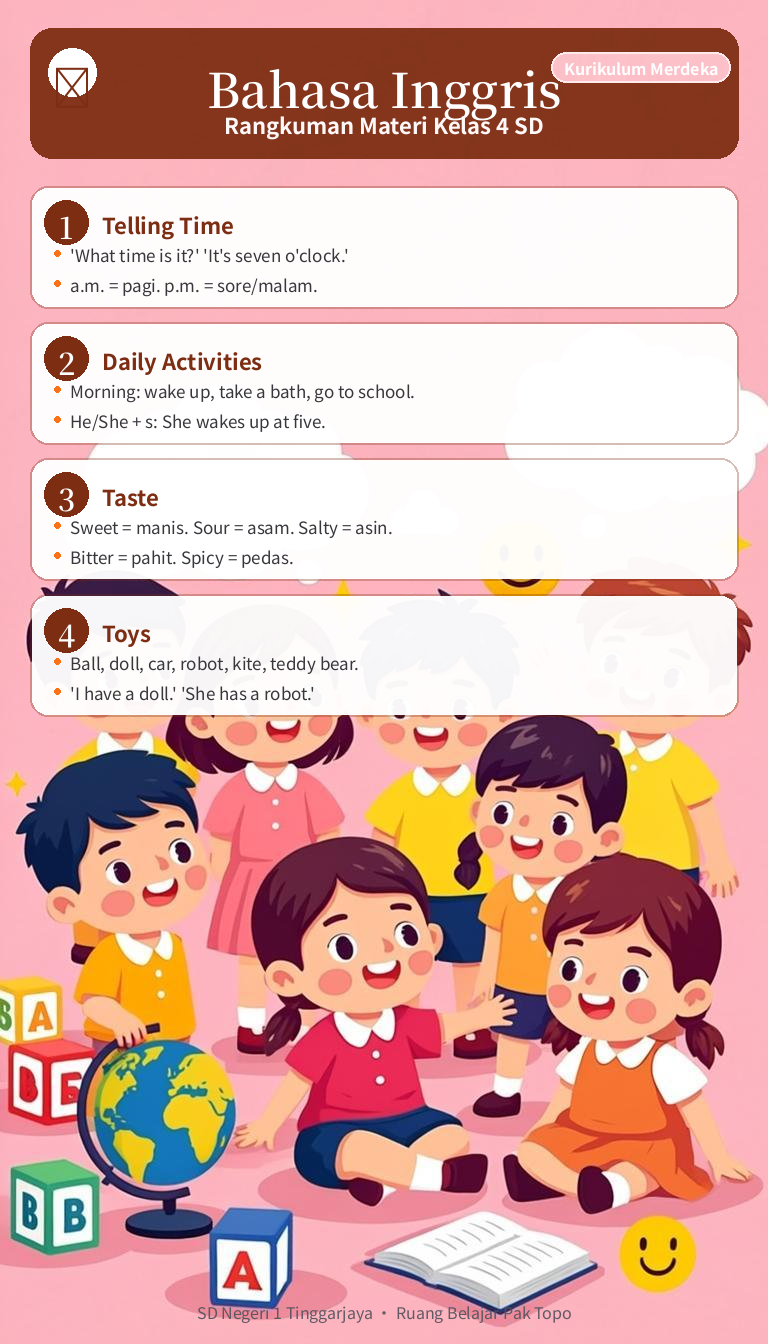 Kurikulum Merdeka
Bahasa Inggris
Rangkuman Materi Kelas 4 SD
1 Telling Time
• 'What time is it?' 'It's seven o'clock.'
• a.m. = pagi. p.m. = sore/malam.
2 Daily Activities
• Morning: wake up, take a bath, go to school.
• He/She + s: She wakes up at five.
3 Taste
• Sweet = manis. Sour = asam. Salty = asin.
• Bitter = pahit. Spicy = pedas.
4 Toys
• Ball, doll, car, robot, kite, teddy bear.
• 'I have a doll.' 'She has a robot.'
A
B
B B
A
SD Negeri 1 Tinggarjaya • Ruang Belajar Pak Topo